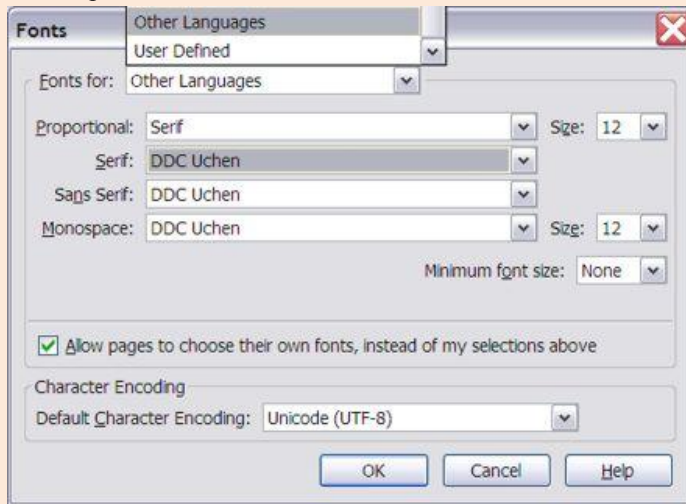 Other Languages
Fonts
User Defined
Fonts for: Other Languages
Proportional: Serif Size: 12
Serif: DDC Uchen
Sans Serif: DDC Uchen
Monospace: DDC Uchen Size: 12
Minimum font size: None
Allow pages to choose their own fonts, instead of my selections above
Character Encoding
Default Character Encoding: Unicode (UTF-8)
OK Cancel Help